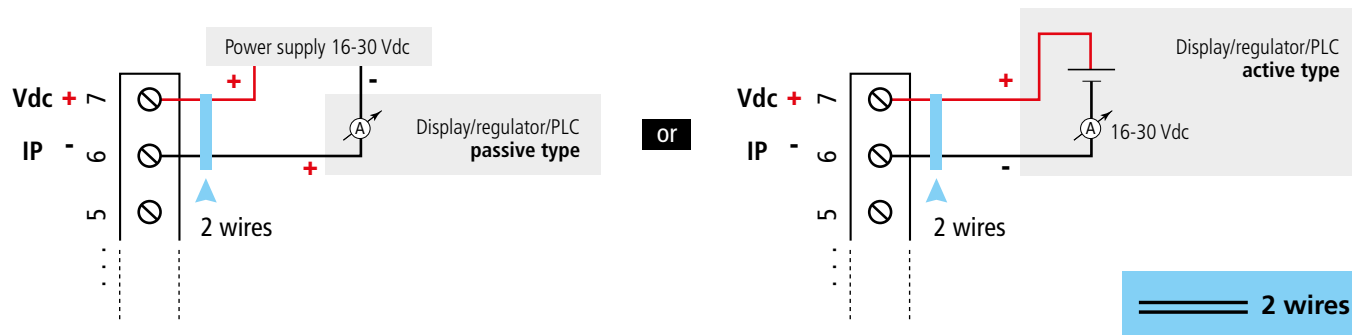 Power supply 16-30 Vdc
+ -
Vdc + 7
Display/regulator/PLC
passive type
A
IP - 6
+
5
2 wires
or
Display/regulator/PLC
active type
+
Vdc + 7
A 16-30 Vdc
IP - 6
-
5
2 wires
2 wires